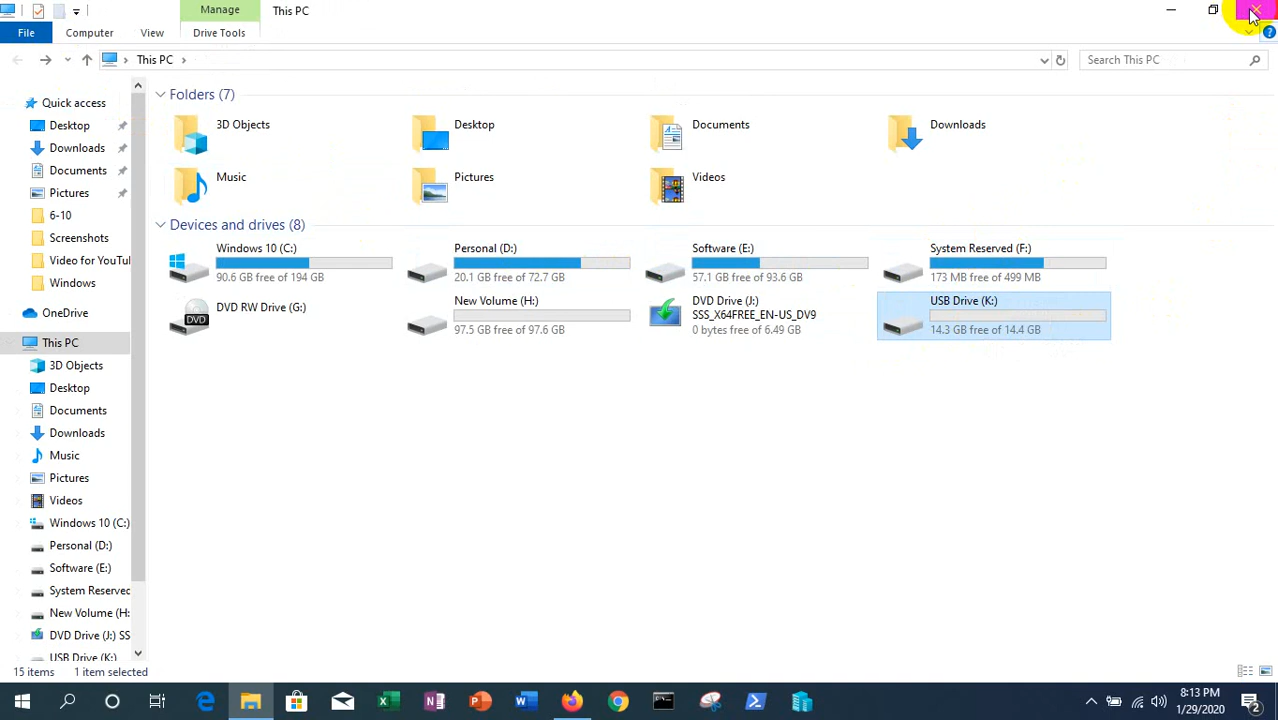 Manage
This PC
File
Computer
View
Drive Tools
This PC
Search This PC
Quick access
Desktop
Downloads
Documents
Pictures
6-10
Screenshots
Video for YouTul
Windows
OneDrive
This PC
3D Objects
Desktop
Documents
Downloads
Music
Pictures
Videos
Windows 10 (C:)
Personal (D:)
Software (E:)
System Reserved
New Volume (H:
DVD Drive (J:) SS
USB Drive (K:)
Folders (7)
3D Objects
Desktop
Documents
Downloads
Music
Pictures
Videos
Devices and drives (8)
Windows 10 (C:)
90.6 GB free of 194 GB
Personal (D:)
20.1 GB free of 72.7 GB
Software (E:)
57.1 GB free of 93.6 GB
System Reserved (F:)
173 MB free of 499 MB
DVD RW Drive (G:)
DVD
New Volume (H:)
97.5 GB free of 97.6 GB
DVD Drive (J:)
SSS_X64FREE_EN-US_DV9
0 bytes free of 6.49 GB
USB Drive (K:)
14.3 GB free of 14.4 GB
15 items
1 item selected
8:13 PM
1/29/2020
2